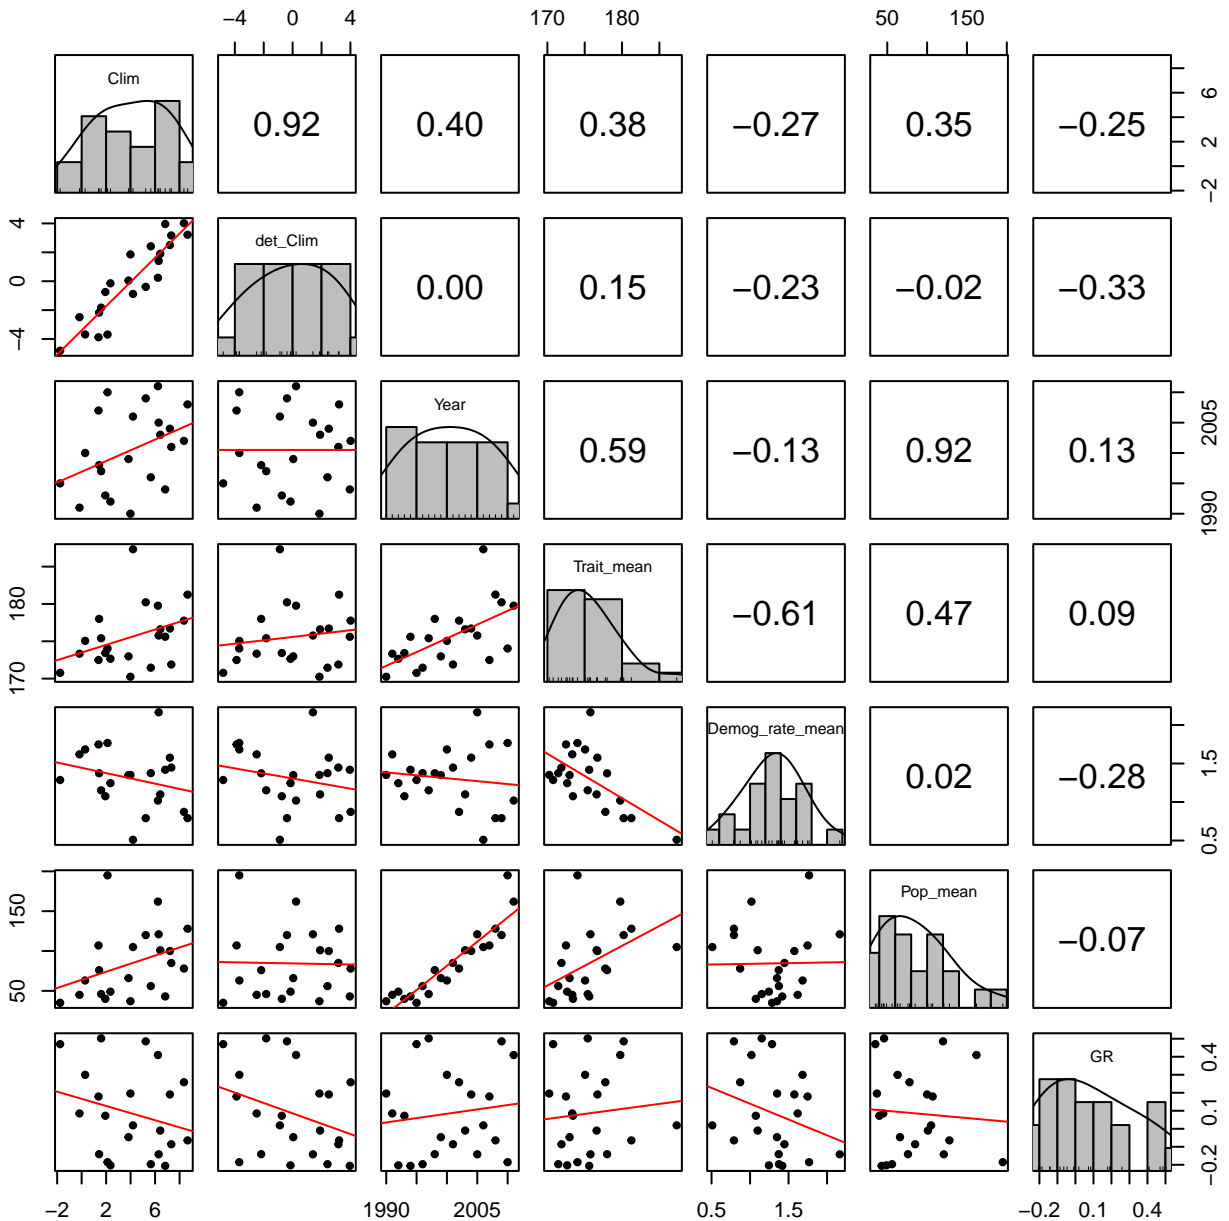 −4 0 4 170 180 50 150
Clim 0.92 0.40 0.38 −0.27 0.35 −0.25 −2 2 6
−4 0 4 det_Clim 0.00 0.15 −0.23 −0.02 −0.33
Year 0.59 −0.13 0.92 0.13 1990 2005
170 180 Trait_mean −0.61 0.47 0.09
Demog_rate_mean 0.02 −0.28 0.5 1.5
50 150 Pop_mean −0.07
GR −0.2 0.1 0.4
−2 2 6 1990 2005 0.5 1.5 −0.2 0.1 0.4